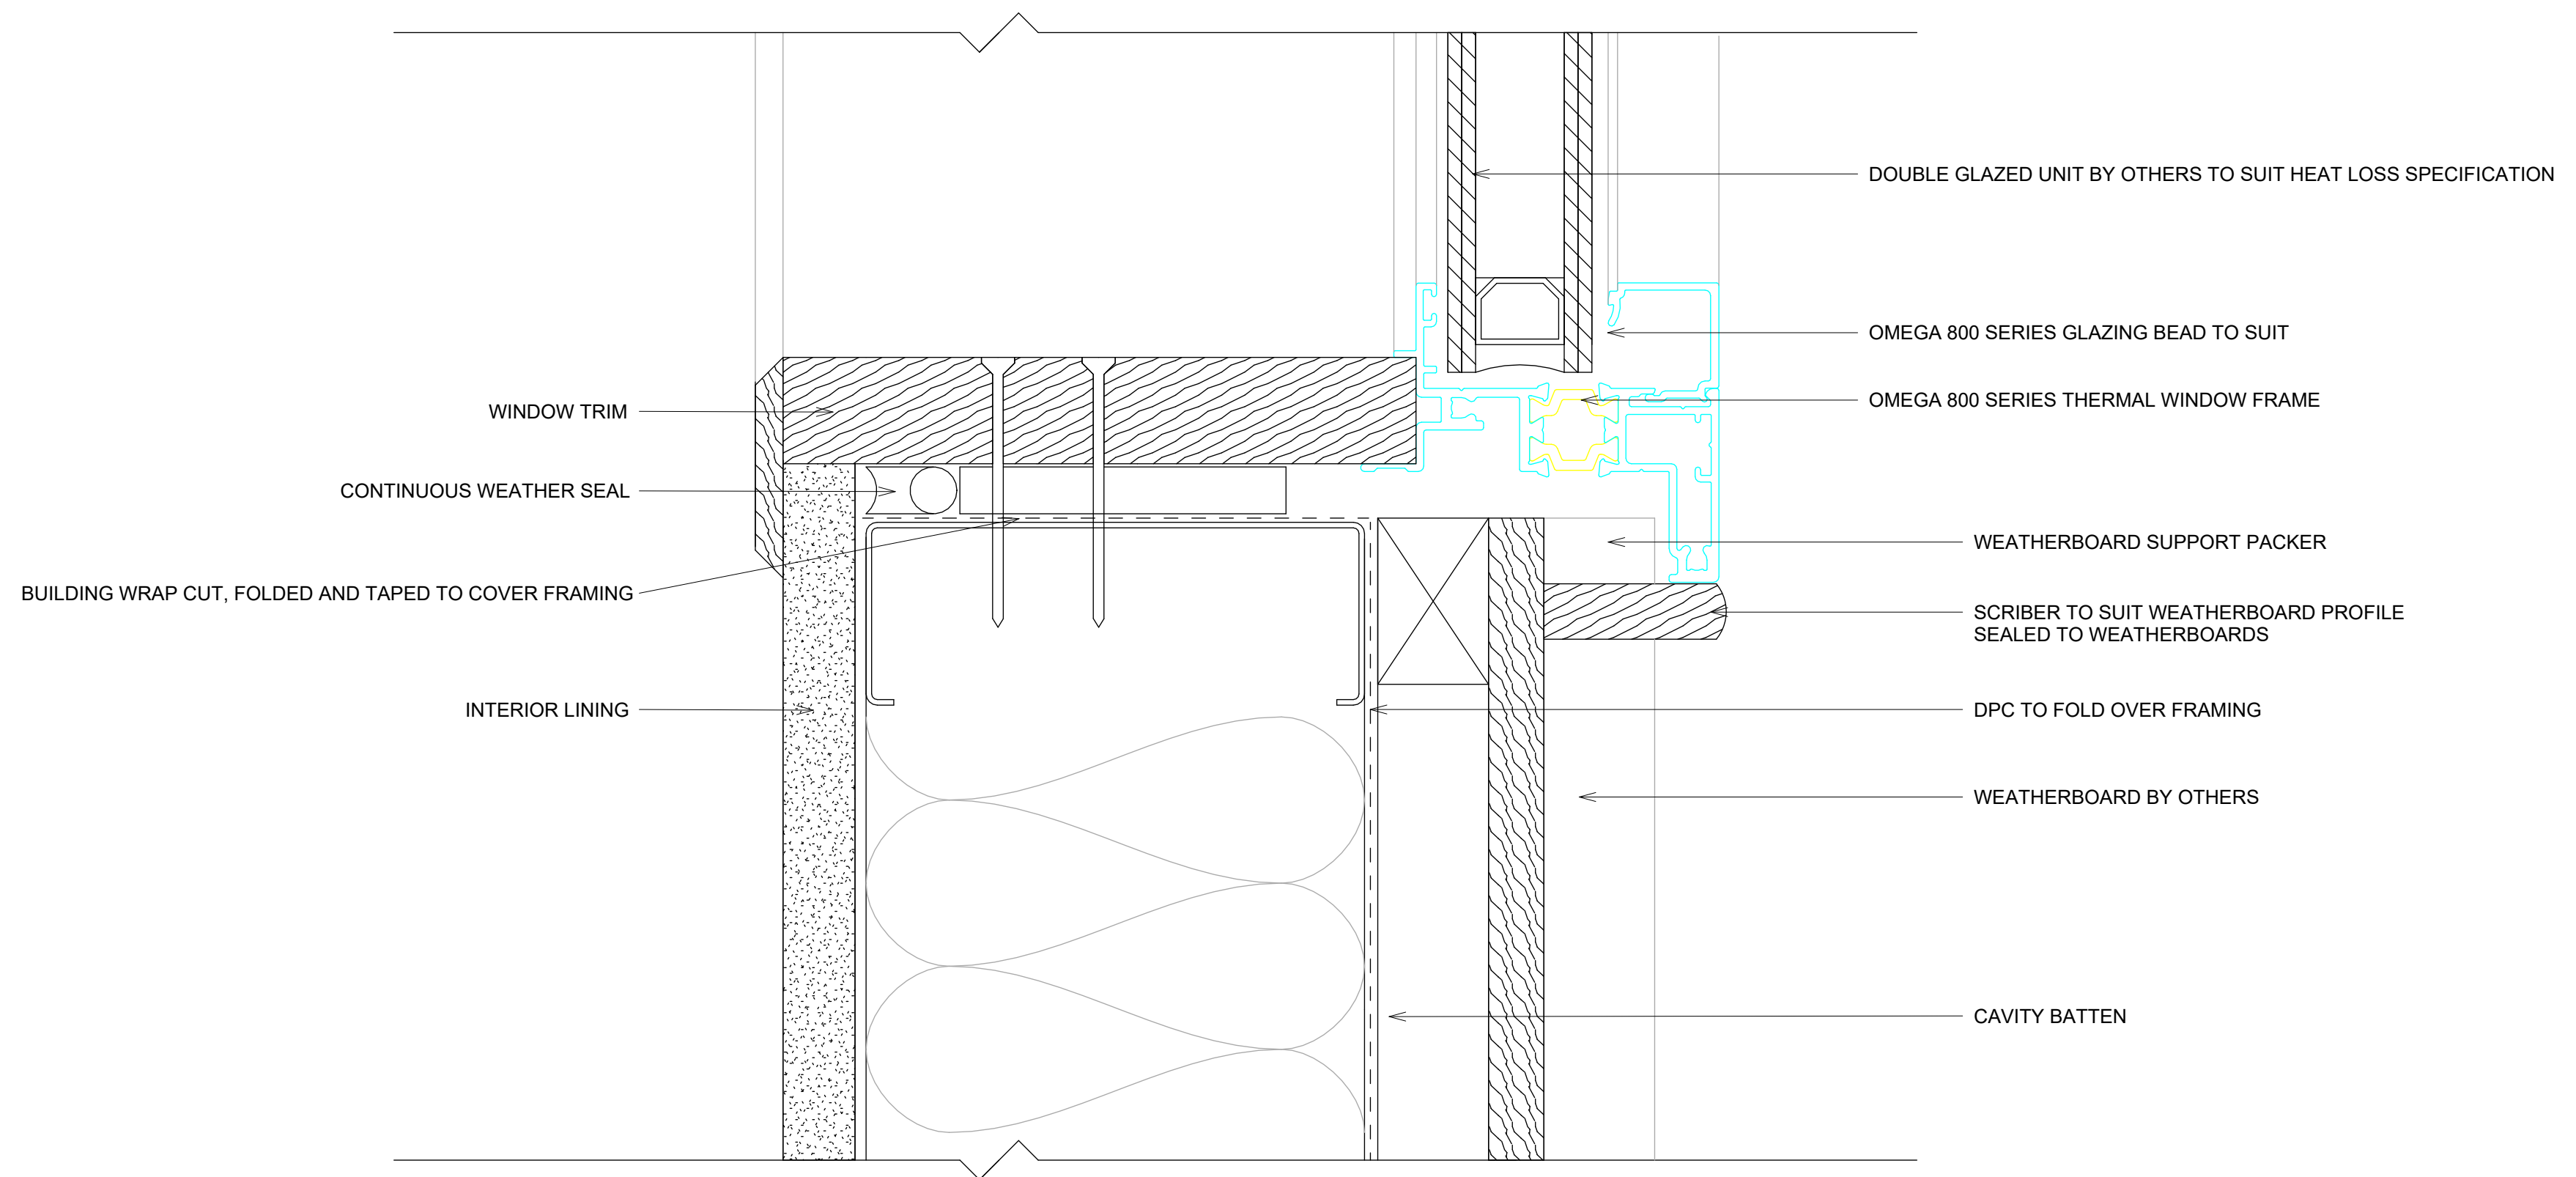 DOUBLE GLAZED UNIT BY OTHERS TO SUIT HEAT LOSS SPECIFICATION
OMEGA 800 SERIES GLAZING BEAD TO SUIT
OMEGA 800 SERIES THERMAL WINDOW FRAME
WINDOW TRIM
CONTINUOUS WEATHER SEAL
WEATHERBOARD SUPPORT PACKER
BUILDING WRAP CUT, FOLDED AND TAPED TO COVER FRAMING
SCRIBER TO SUIT WEATHERBOARD PROFILE
SEALED TO WEATHERBOARDS
INTERIOR LINING
DPC TO FOLD OVER FRAMING
WEATHERBOARD BY OTHERS
CAVITY BATTEN